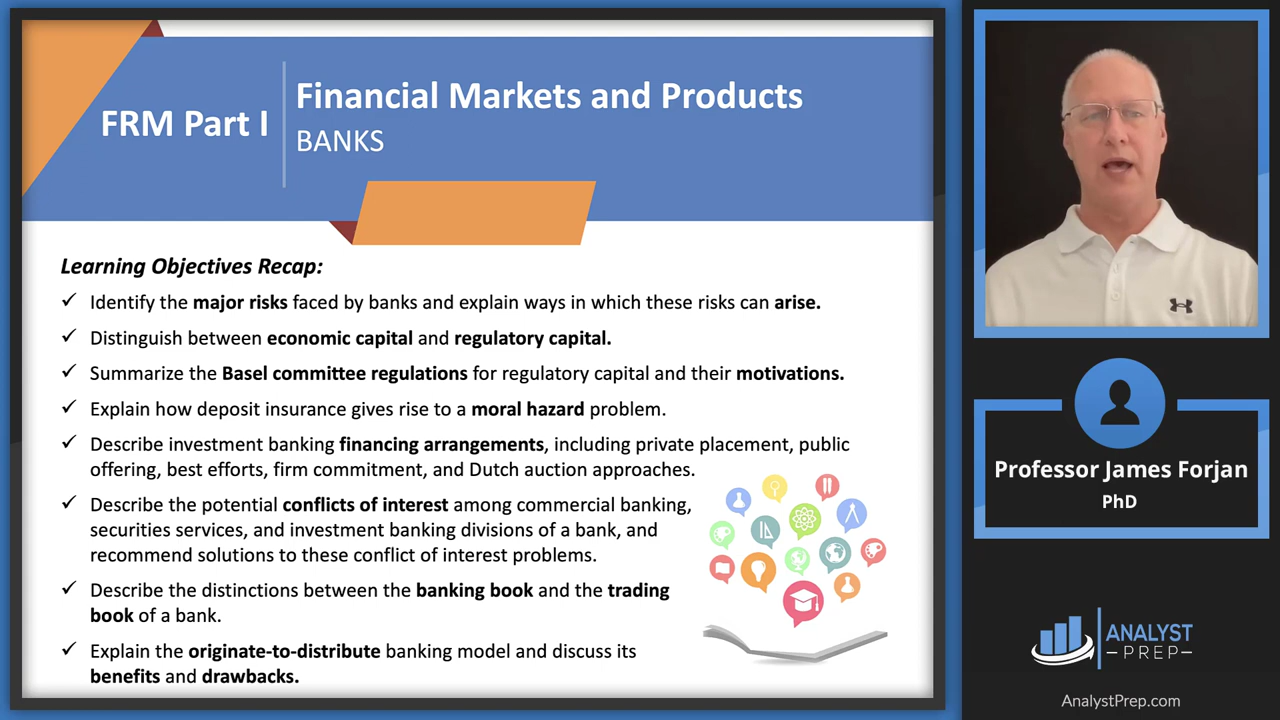 FRM Part I
Financial Markets and Products
BANKS
Learning Objectives Recap:
✓ Identify the major risks faced by banks and explain ways in which these risks can arise.
✓ Distinguish between economic capital and regulatory capital.
✓ Summarize the Basel committee regulations for regulatory capital and their motivations.
✓ Explain how deposit insurance gives rise to a moral hazard problem.
✓ Describe investment banking financing arrangements, including private placement, public
offering, best efforts, firm commitment, and Dutch auction approaches.
✓ Describe the potential conflicts of interest among commercial banking,
securities services, and investment banking divisions of a bank, and
recommend solutions to these conflict of interest problems.
✓ Describe the distinctions between the banking book and the trading
book of a bank.
✓ Explain the originate-to-distribute banking model and discuss its
benefits and drawbacks.
Professor James Forjan
PhD
ANALYST
–PREP–
AnalystPrep.com